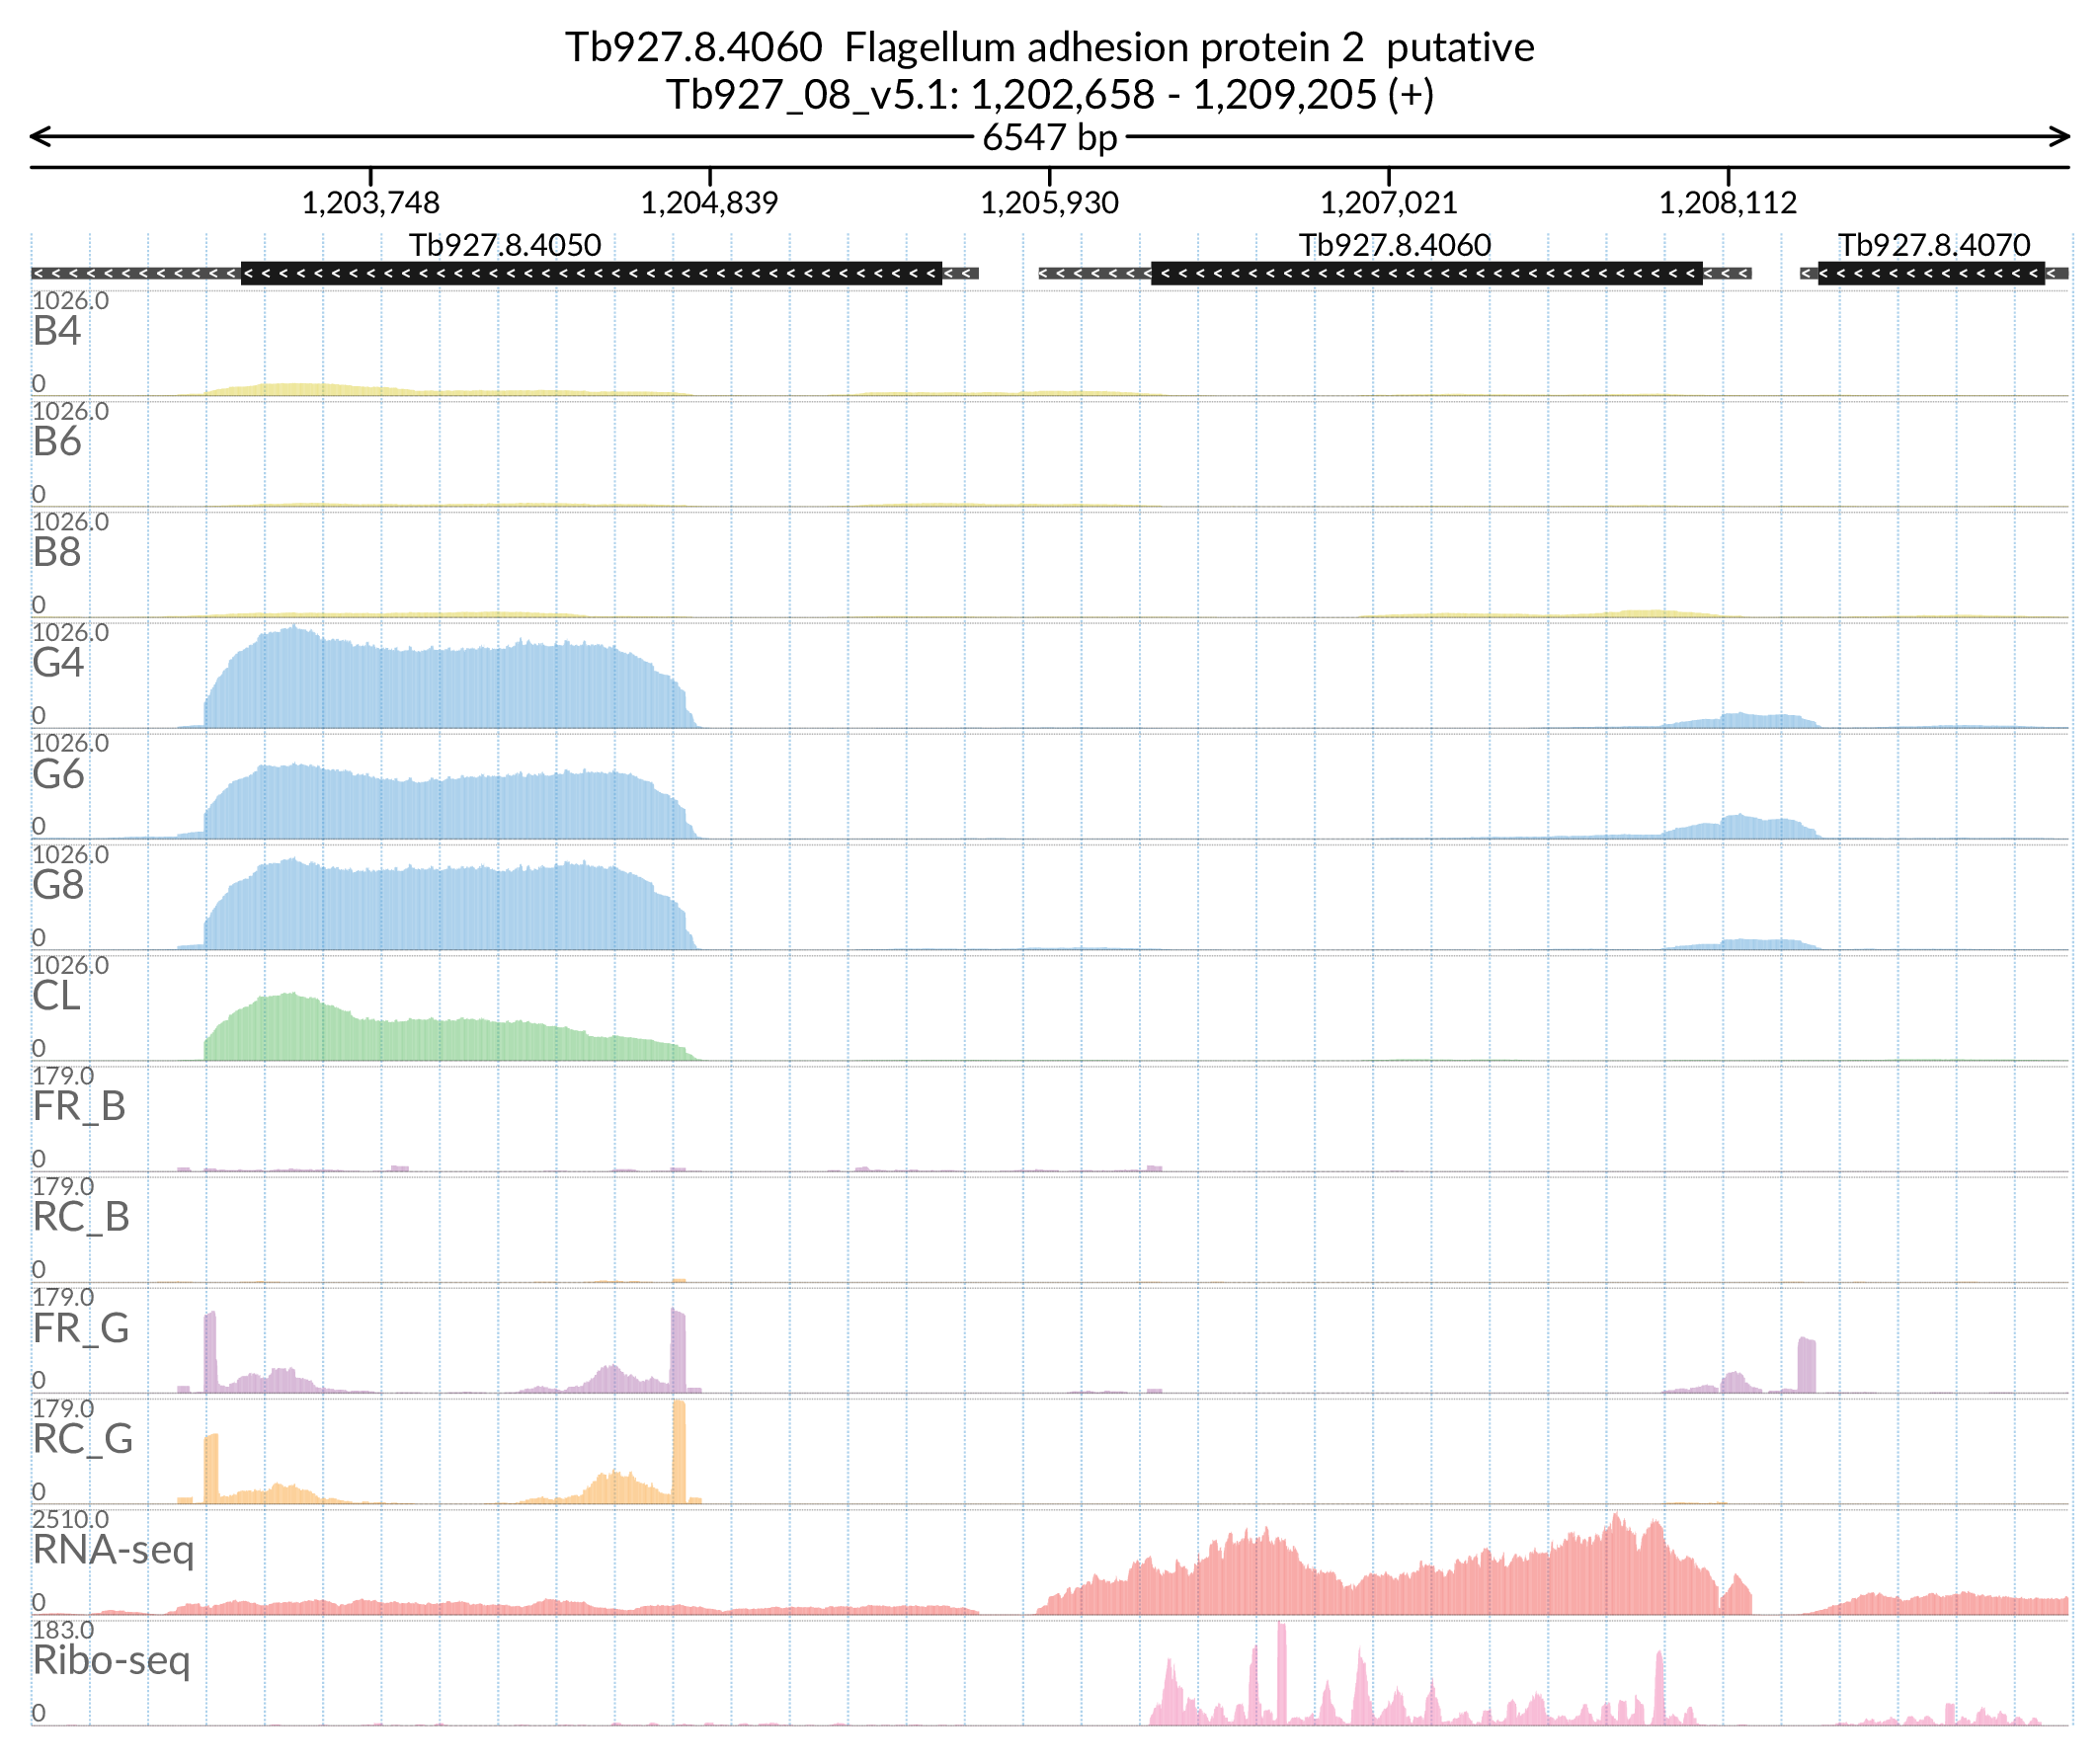 Tb927.8.4060  Flagellum adhesion protein 2  putative
Tb927_08_v5.1: 1,202,658 - 1,209,205 (+)
6547 bp
1,203,748 1,204,839 1,205,930 1,207,021 1,208,112
Tb927.8.4050 Tb927.8.4060 Tb927.8.4070
1026.0
B4
0
1026.0
B6
0
1026.0
B8
0
1026.0
G4
0
1026.0
G6
0
1026.0
G8
0
1026.0
CL
0
179.0
FR_B
0
179.0
RC_B
0
179.0
FR_G
0
179.0
RC_G
0
2510.0
RNA-seq
0
183.0
Ribo-seq
0